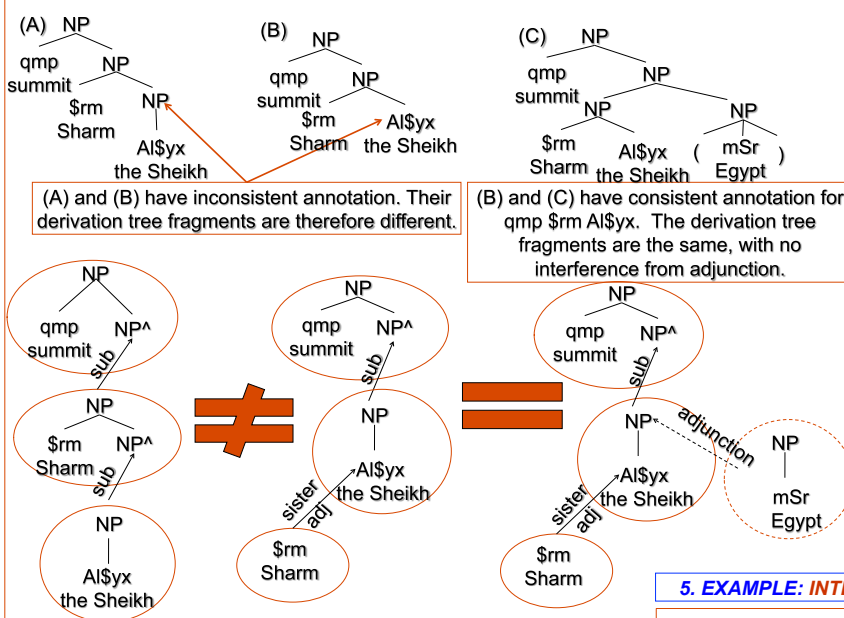 (A)
NP
qmp
summit
NP
$rm
Sharm
NP
Al$yx
the Sheikh
(B)
NP
qmp
summit
NP
$rm
Sharm
Al$yx
the Sheikh
(C)
NP
qmp
summit
NP
NP
$rm
Sharm
Al$yx
the Sheikh
NP
( mSr )
Egypt
(A) and (B) have inconsistent annotation. Their
derivation tree fragments are therefore different.
(B) and (C) have consistent annotation for
qmp $rm Al$yx. The derivation tree
fragments are the same, with no
interference from adjunction.
NP
qmp
summit
NP^
sub
NP
$rm
Sharm
NP^
sub
NP
Al$yx
the Sheikh
≠
NP
qmp
summit
NP^
sub
NP
Al$yx
the Sheikh
sister
adj
$rm
Sharm
=
NP
qmp
summit
NP^
sub
NP
Al$yx
the Sheikh
sister
adj
$rm
Sharm
adjunction
NP
mSr
Egypt
5. EXAMPLE: INT